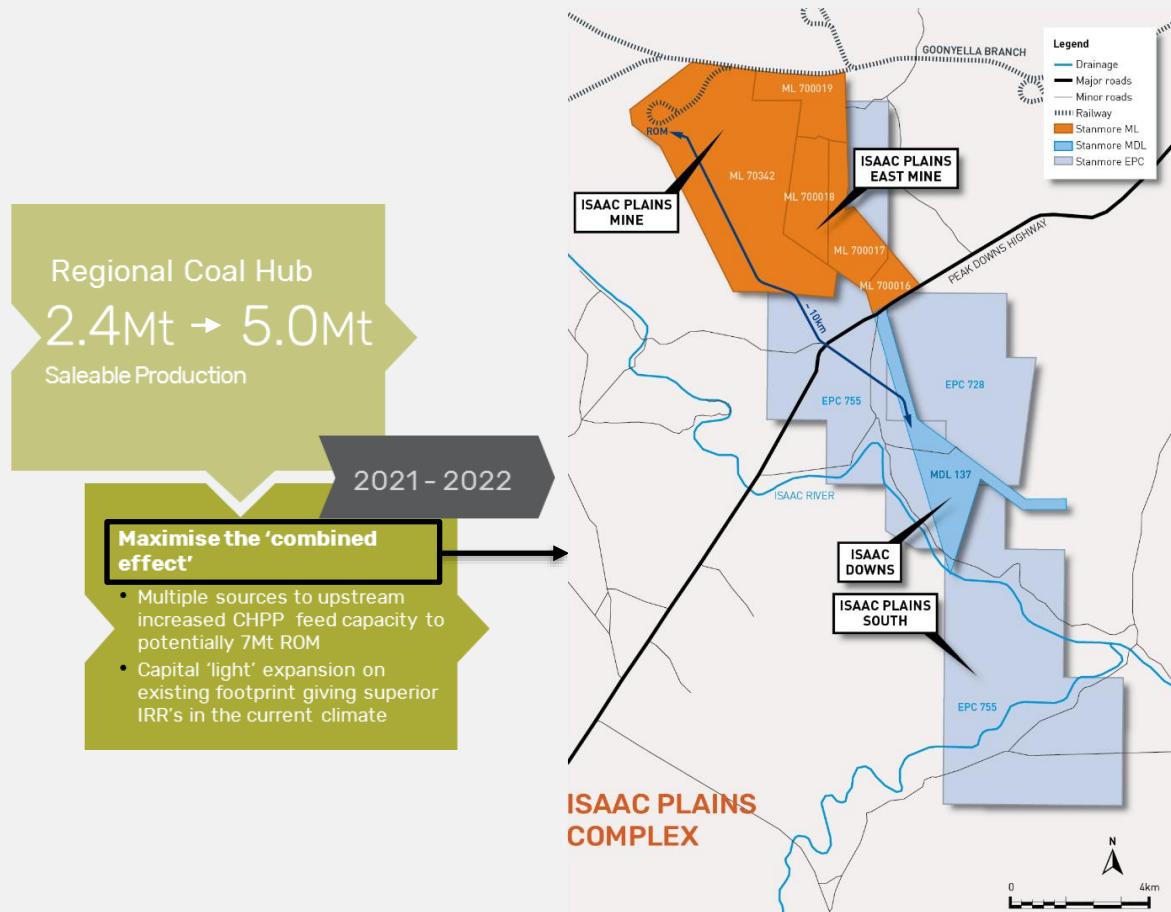 Regional Coal Hub
2.4Mt → 5.0Mt
Saleable Production
2021 - 2022
Maximise the ‘combined
effect’
• Multiple sources to upstream
increased CHPP feed capacity to
potentially 7Mt ROM
• Capital ‘light’ expansion on
existing footprint giving superior
IRR's in the current climate
GOONYELLA BRANCH
Legend
Drainage
Major roads
Minor roads
Railway
Stanmore ML
Stanmore MDL
Stanmore EPC
ML 700019
ROM
ISAAC PLAINS
EAST MINE
ML 70342
ML 700018
ISAAC PLAINS
MINE
ML 700017
PEAK DOWNS HIGHWAY
ML 700016
~ 10km
EPC 755
EPC 728
MDL 137
ISAAC RIVER
ISAAC
DOWNS
ISAAC PLAINS
SOUTH
EPC 755
ISAAC PLAINS
COMPLEX
N
0 4km